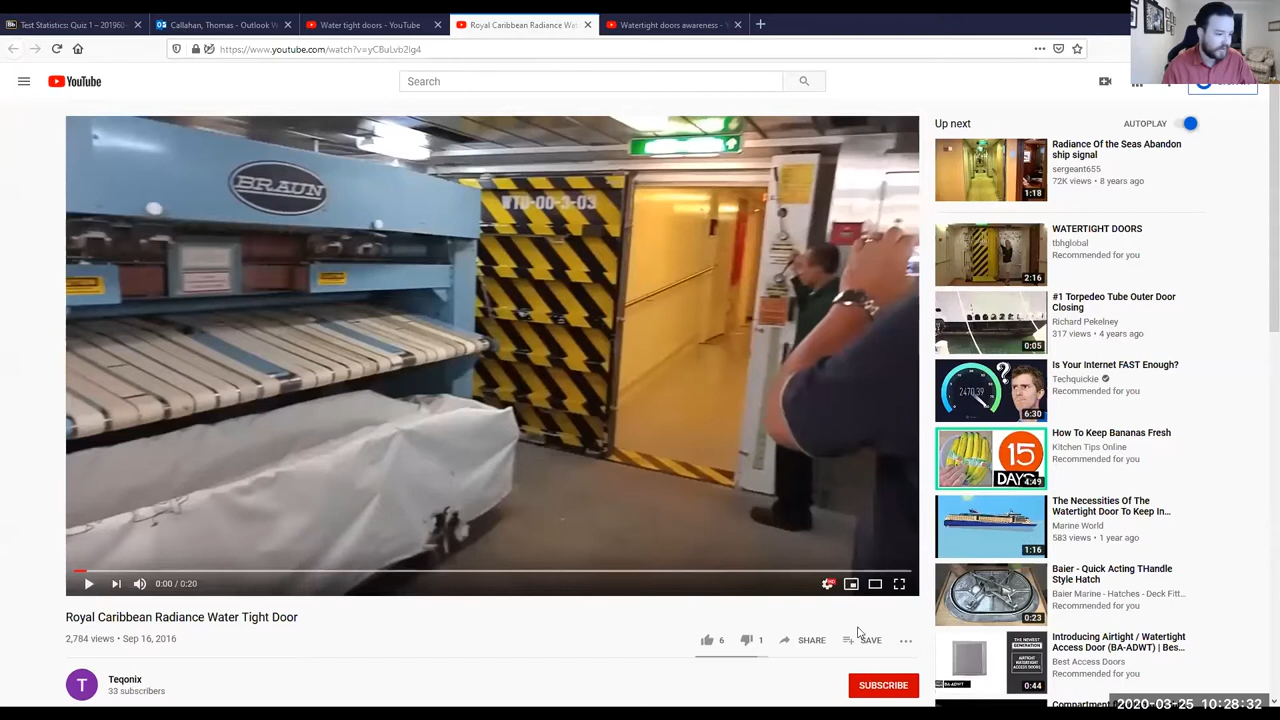 Test Statistics: Quiz 1 – 201960
Callahan, Thomas - Outlook
Water tight doors - YouTube
Royal Caribbean Radiance Wat
Watertight doors awareness -
https://www.youtube.com/watch?v=yCBuLvb2Ig4
YouTube
Search
BRAUN
WTD-00-3-03
0:00 / 0:20
HD
Royal Caribbean Radiance Water Tight Door
2,784 views • Sep 16, 2016
6
1
SHARE
SAVE
T
Teqonix
33 subscribers
SUBSCRIBE
Up next
AUTOPLAY
Radiance Of the Seas Abandon
ship signal
sergeant655
72K views • 8 years ago
1:18
WATERTIGHT DOORS
tbhglobal
Recommended for you
2:16
#1 Torpedeo Tube Outer Door
Closing
Richard Pekelney
317 views • 4 years ago
0:05
Is Your Internet FAST Enough?
Techquickie
Recommended for you
2470.39
6:30
How To Keep Bananas Fresh
Kitchen Tips Online
Recommended for you
15
DAYS
4:49
The Necessities Of The
Watertight Door To Keep In...
Marine World
583 views • 1 year ago
1:16
Baier - Quick Acting THandle
Style Hatch
Baier Marine - Hatches - Deck Fitt...
Recommended for you
0:23
Introducing Airtight / Watertight
Access Door (BA-ADWT) | Bes...
Best Access Doors
Recommended for you
BA-ADWT
0:44
2020-03-25 10:28:32